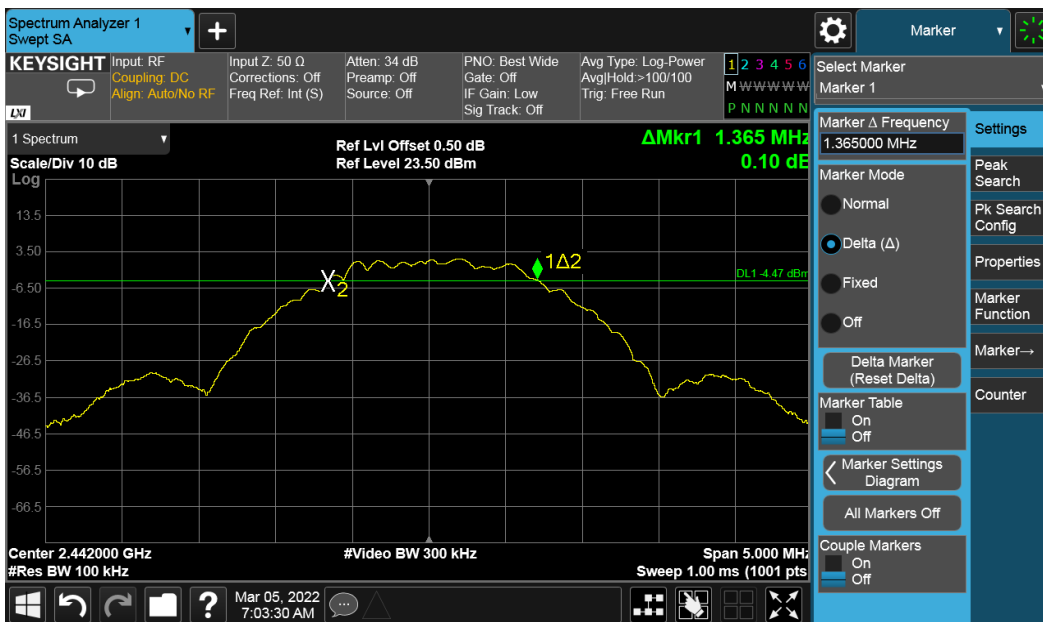 Spectrum Analyzer 1
Swept SA
KEYSIGHT
LXI
Input: RF
Coupling: DC
Align: Auto/No RF
Input Z: 50 Ω
Corrections: Off
Freq Ref: Int (S)
Atten: 34 dB
Preamp: Off
Source: Off
PNO: Best Wide
Gate: Off
IF Gain: Low
Sig Track: Off
Avg Type: Log-Power
Avg|Hold:>100/100
Trig: Free Run
1 2 3 4 5 6
M W W W W W
P N N N N N
1 Spectrum
Scale/Div 10 dB
Log
Ref Lvl Offset 0.50 dB
Ref Level 23.50 dBm
ΔMkr1 1.365 MHz
0.10 dB
13.5
3.50
-6.50
-16.5
-26.5
-36.5
-46.5
-56.5
-66.5
X2
1Δ2
DL1 -4.47 dBm
Center 2.442000 GHz
#Res BW 100 kHz
#Video BW 300 kHz
Span 5.000 MHz
Sweep 1.00 ms (1001 pts
?
Mar 05, 2022
7:03:30 AM
Marker
Select Marker
Marker 1
Marker Δ Frequency
1.365000 MHz
Marker Mode
Normal
Delta (Δ)
Fixed
Off
Delta Marker
(Reset Delta)
Marker Table
On
Off
Marker Settings
Diagram
All Markers Off
Couple Markers
On
Off
Settings
Peak
Search
Pk Search
Config
Properties
Marker
Function
Marker→
Counter